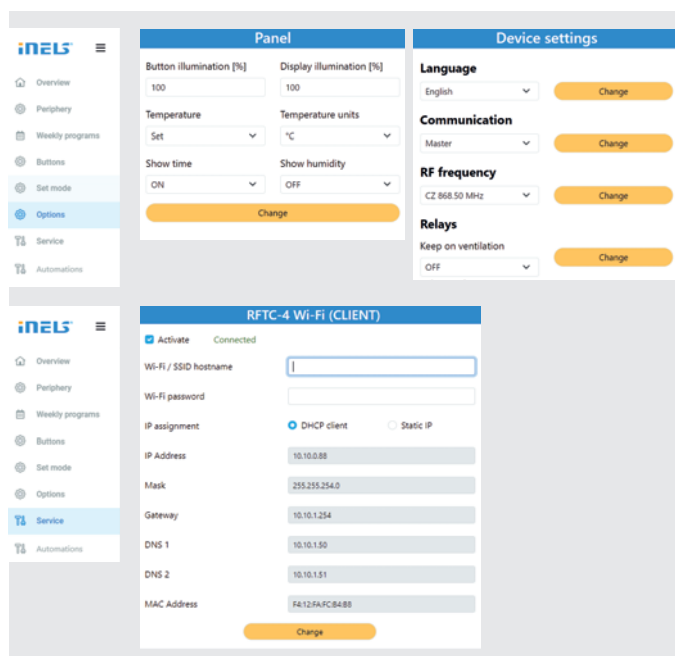 iNELS
Overview
Periphery
Weekly programs
Buttons
Set mode
Options
Service
Automations
Panel
Button illumination [%] Display illumination [%]
100 100
Temperature Temperature units
Set °C
Show time Show humidity
ON OFF
Change
Device settings
Language
English Change
Communication
Master Change
RF frequency
CZ 868.50 MHz Change
Relays
Keep on ventilation
OFF Change
iNELS
Overview
Periphery
Weekly programs
Buttons
Set mode
Options
Service
Automations
RFTC-4 Wi-Fi (CLIENT)
Activate Connected
Wi-Fi / SSID hostname
Wi-Fi password
IP assignment DHCP client Static IP
IP Address 10.10.0.88
Mask 255.255.254.0
Gateway 10.10.1.254
DNS 1 10.10.1.50
DNS 2 10.10.1.51
MAC Address F4:12:FA:FC:B4:B8
Change